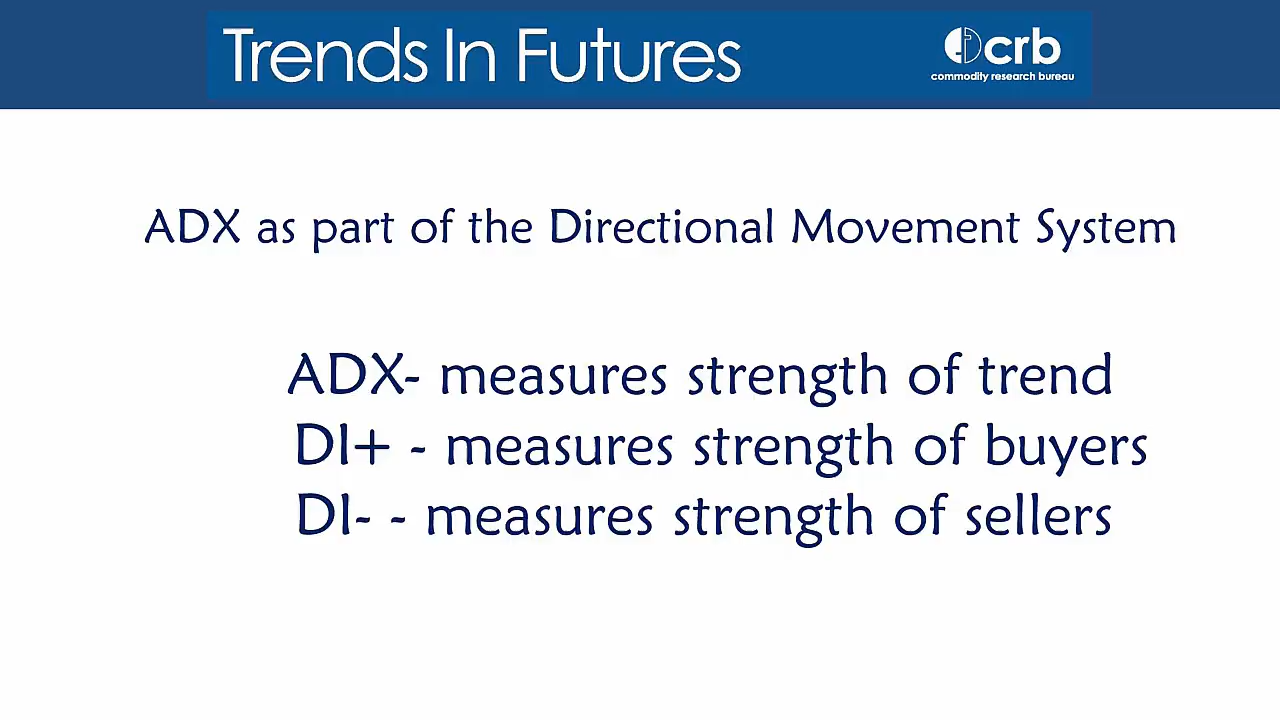 Trends In Futures
crb
commodity research bureau
ADX as part of the Directional Movement System
ADX- measures strength of trend
DI+ - measures strength of buyers
DI- - measures strength of sellers